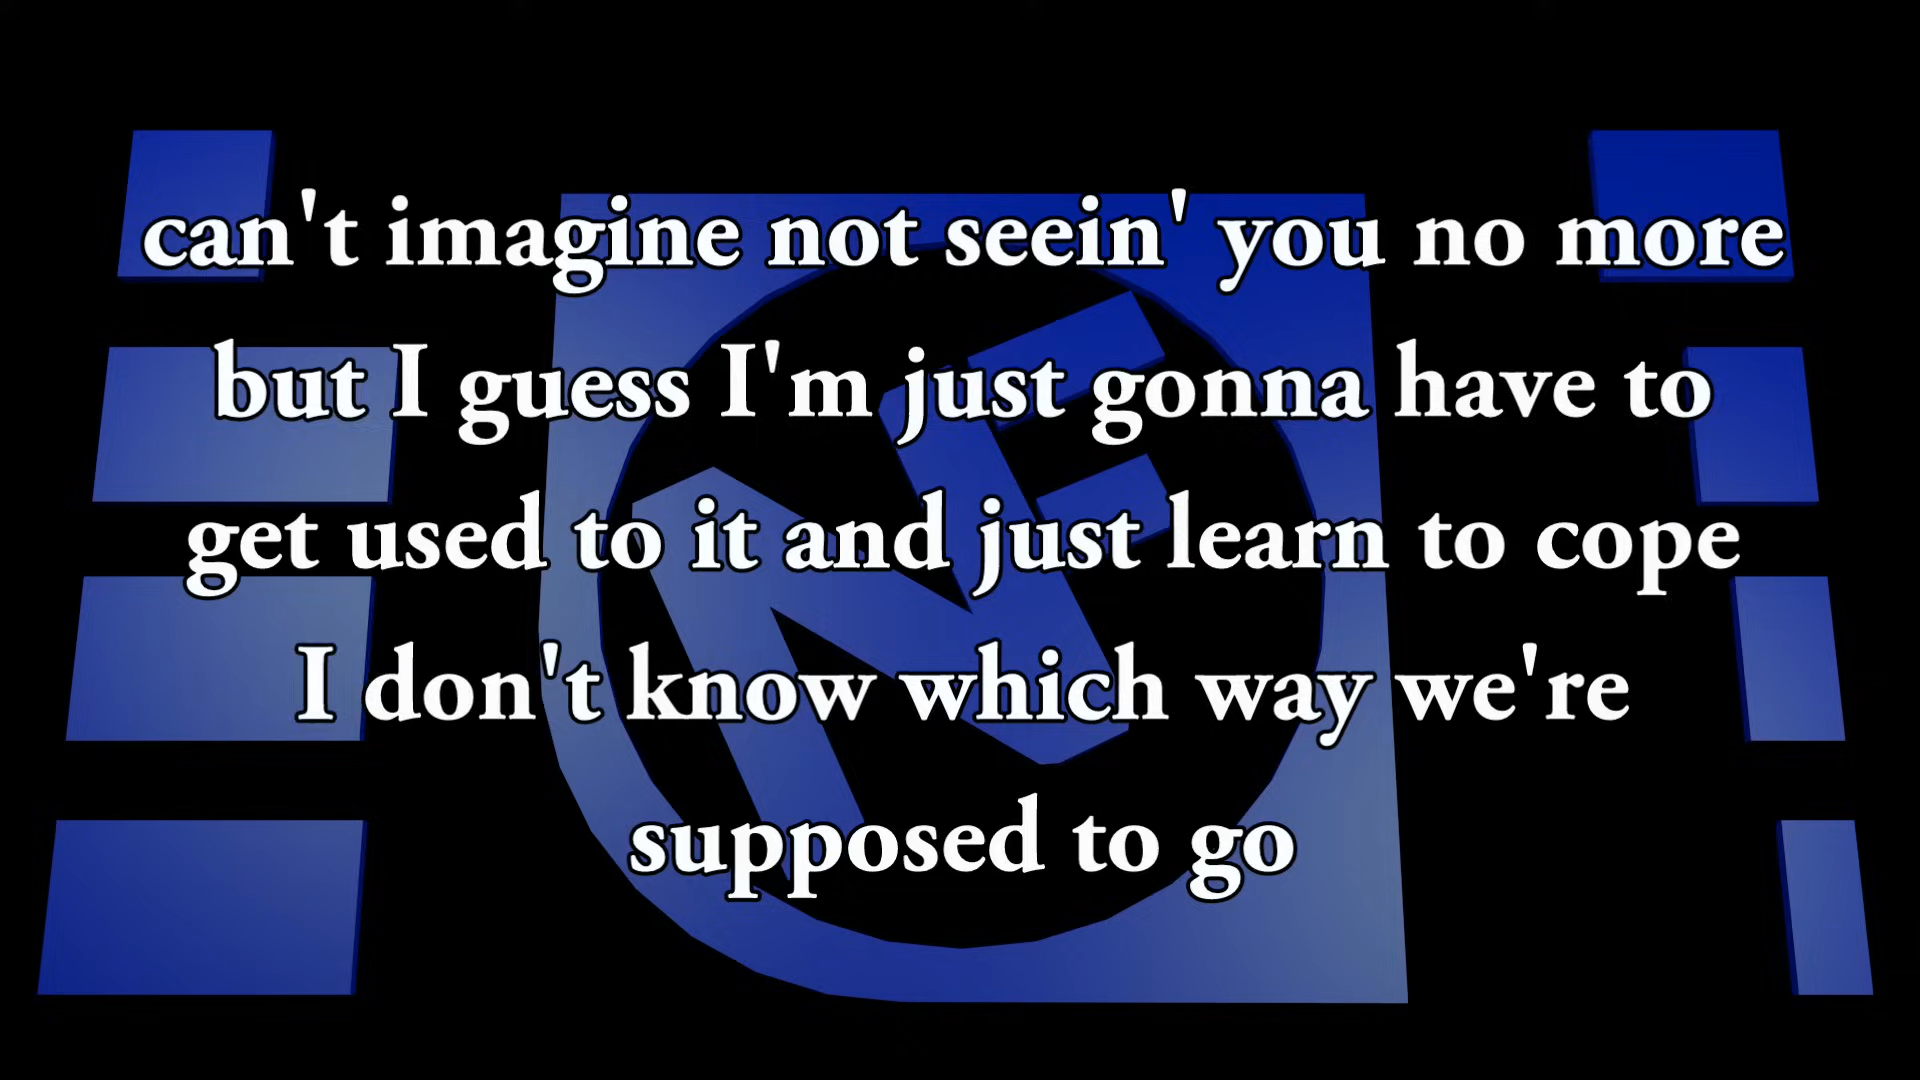 can't imagine not seein' you no more
but I guess I'm just gonna have to
get used to it and just learn to cope
I don't know which way we're
supposed to go
NF